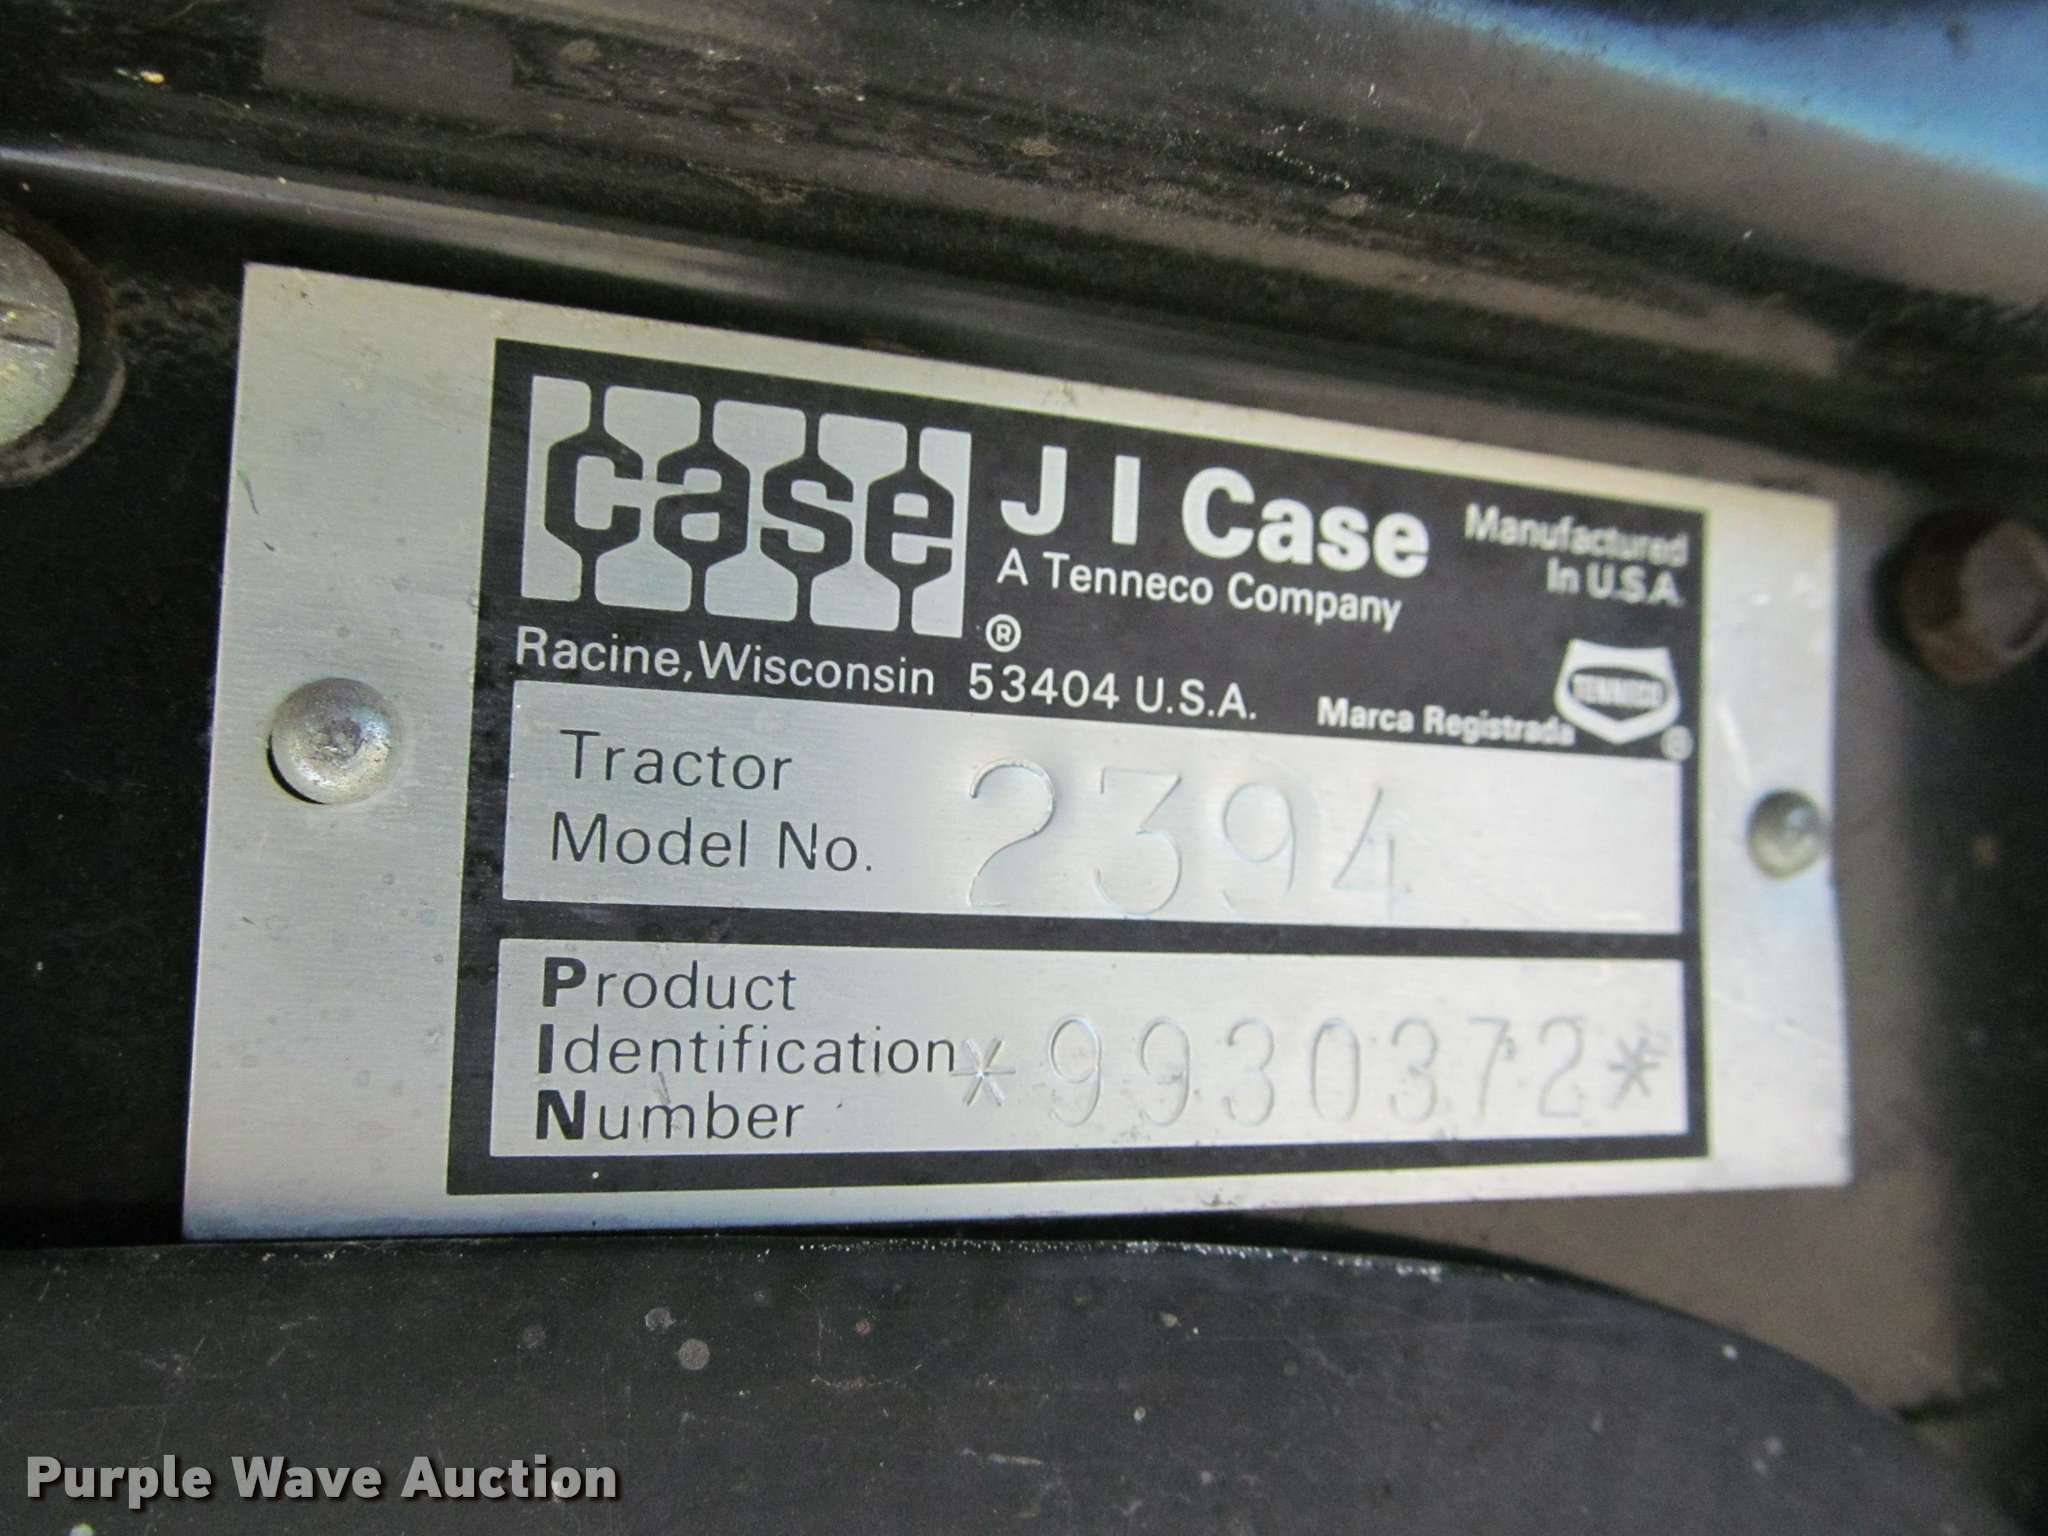 case
J I Case
A Tenneco Company
®
Manufactured
In U.S.A.
Racine, Wisconsin 53404 U.S.A.
Marca Registrada
TENNECO
®
Tractor
Model No. 2394
Product
Identification *9930372*
Number
Purple Wave Auction